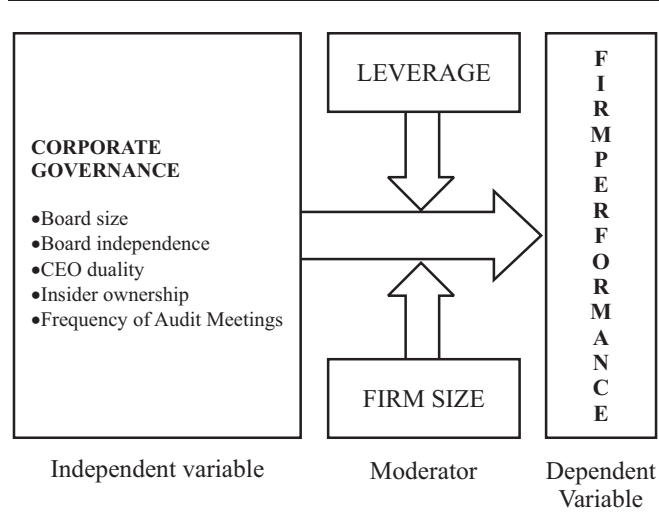 CORPORATE
GOVERNANCE
•Board size
•Board independence
•CEO duality
•Insider ownership
•Frequency of Audit Meetings
LEVERAGE
FIRM SIZE
F
I
R
M
P
E
R
F
O
R
M
A
N
C
E
Independent variable
Moderator
Dependent
Variable